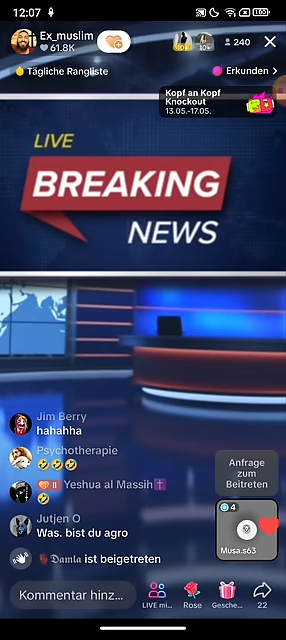 12:07
100
Ex_muslim
61.8K
10+
240
Tägliche Rangliste
Erkunden >
Kopf an Kopf
Knockout
13.05.-17.05.
LIVE
BREAKING
NEWS
Jim Berry
hahahha
Psychotherapie
🤣🤣🤣
Yeshua al Massih✝️
🤣
Jutjen O
Was. bist du agro
𝔇𝔞𝔪𝔩𝔞 ist beigetreten
Anfrage
zum
Beitreten
4
Musa.s63
Kommentar hinz...
LIVE mi...
Rose
Gesche...
22